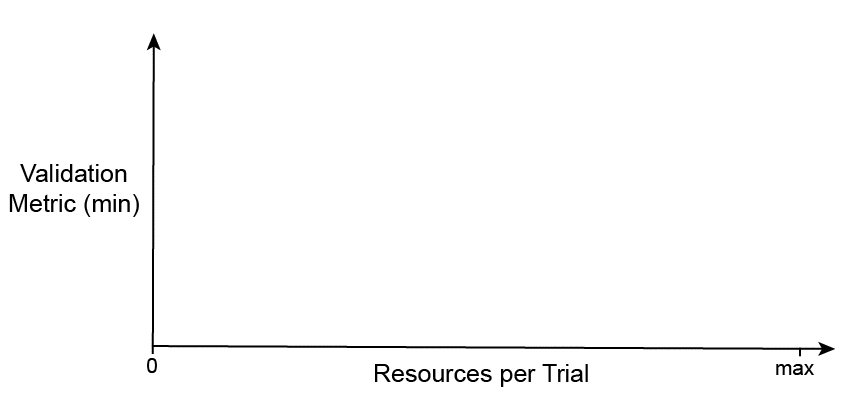 Validation
Metric (min)
0
Resources per Trial
max